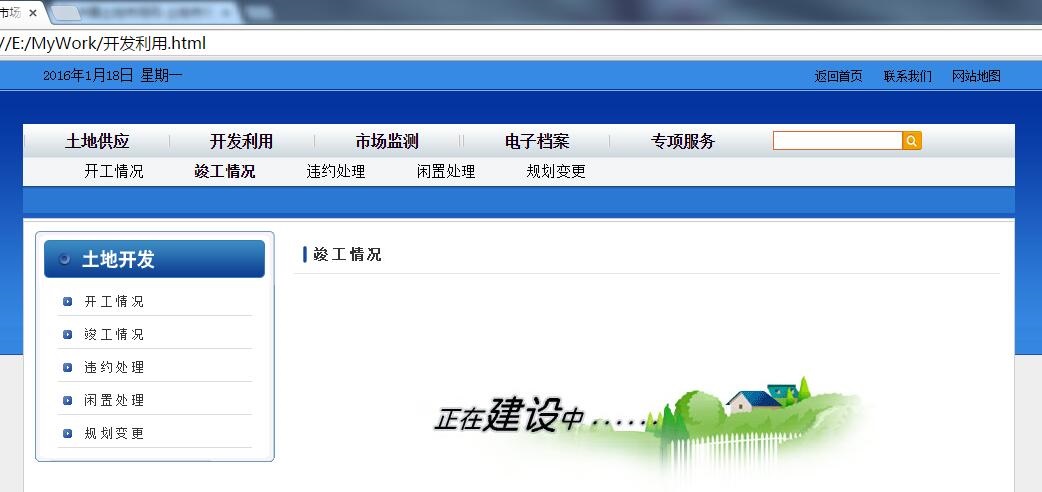 市场
//E:/MyWork/开发利用.html
2016年1月18日 星期一 返回首页 联系我们 网站地图
土地供应 开发利用 市场监测 电子档案 专项服务
开工情况 竣工情况 违约处理 闲置处理 规划变更
土地开发
开工情况
竣工情况
违约处理
闲置处理
规划变更
竣工情况
正在建设中 ······